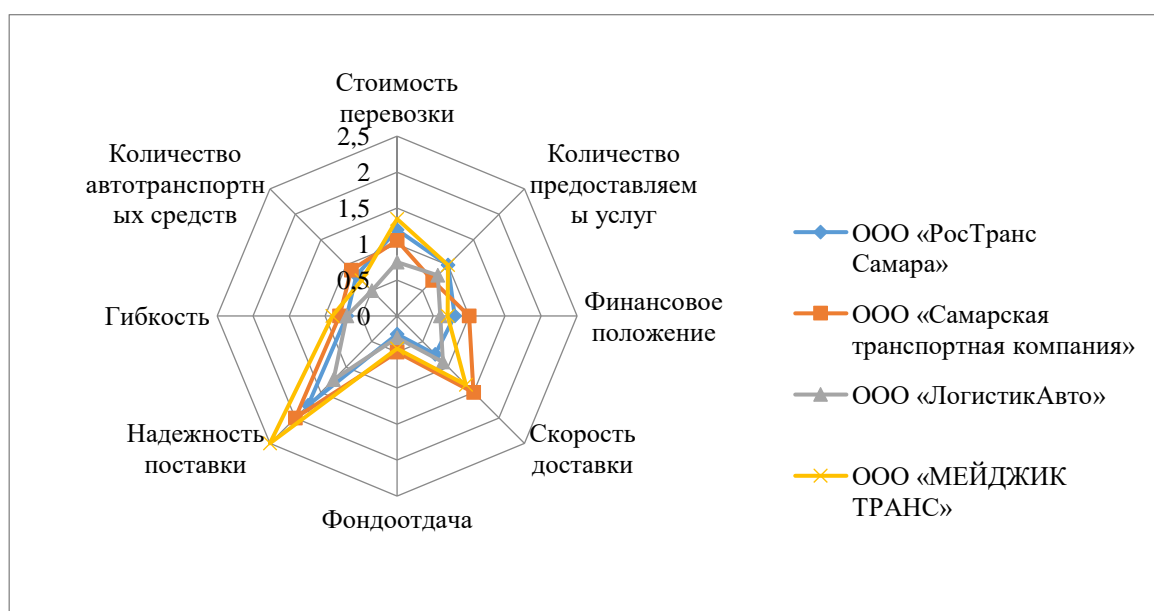 Стоимость
перевозки
Количество
предоставляем
ы услуг
Финансовое
положение
Скорость
доставки
Фондоотдача
Надежность
поставки
Гибкость
Количество
автотранспортн
ых средств
2,5
2
1,5
1
0,5
0
ООО «РосТранс
Самара»
ООО «Самарская
транспортная компания»
ООО «ЛогистикАвто»
ООО «МЕЙДЖИК
ТРАНС»